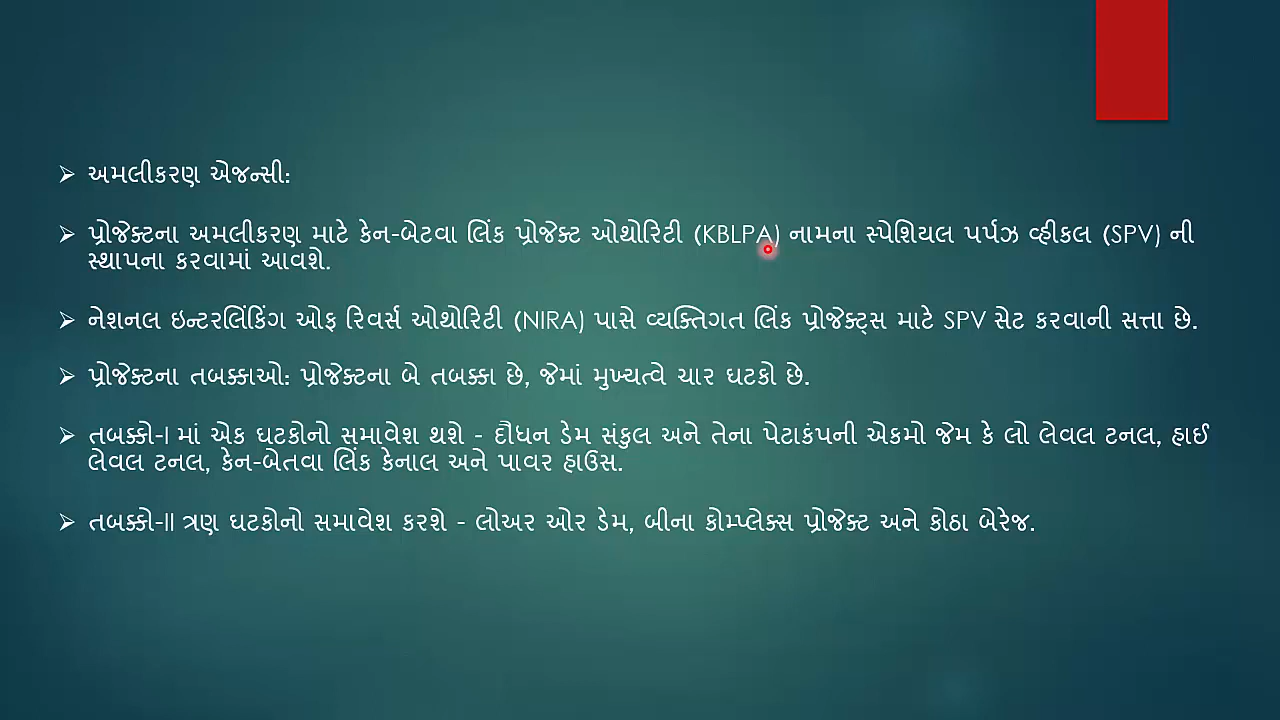 અમલીકરણ એજન્સી:
પ્રોજેક્ટના અમલીકરણ માટે કેન-બેટવા લિંક પ્રોજેક્ટ ઓથોરિટી (KBLPA) નામના સ્પેશિયલ પર્પઝ વ્હીકલ (SPV) ની
સ્થાપના કરવામાં આવશે.
નેશનલ ઇન્ટરલિંકિંગ ઓફ રિવર્સ ઓથોરિટી (NIRA) પાસે વ્યક્તિગત લિંક પ્રોજેક્ટ્સ માટે SPV સેટ કરવાની સત્તા છે.
પ્રોજેક્ટના તબક્કાઓ: પ્રોજેક્ટના બે તબક્કા છે, જેમાં મુખ્યત્વે ચાર ઘટકો છે.
તબક્કો-I માં એક ઘટકોનો સમાવેશ થશે - દૌધન ડેમ સંકુલ અને તેના પેટાકંપની એકમો જેમ કે લો લેવલ ટનલ, હાઈ
લેવલ ટનલ, કેન-બેતવા લિંક કેનાલ અને પાવર હાઉસ.
તબક્કો-II ત્રણ ઘટકોનો સમાવેશ કરશે - લોઅર ઓર ડેમ, બીના કોમ્પ્લેક્સ પ્રોજેક્ટ અને કોઠા બેરેજ.